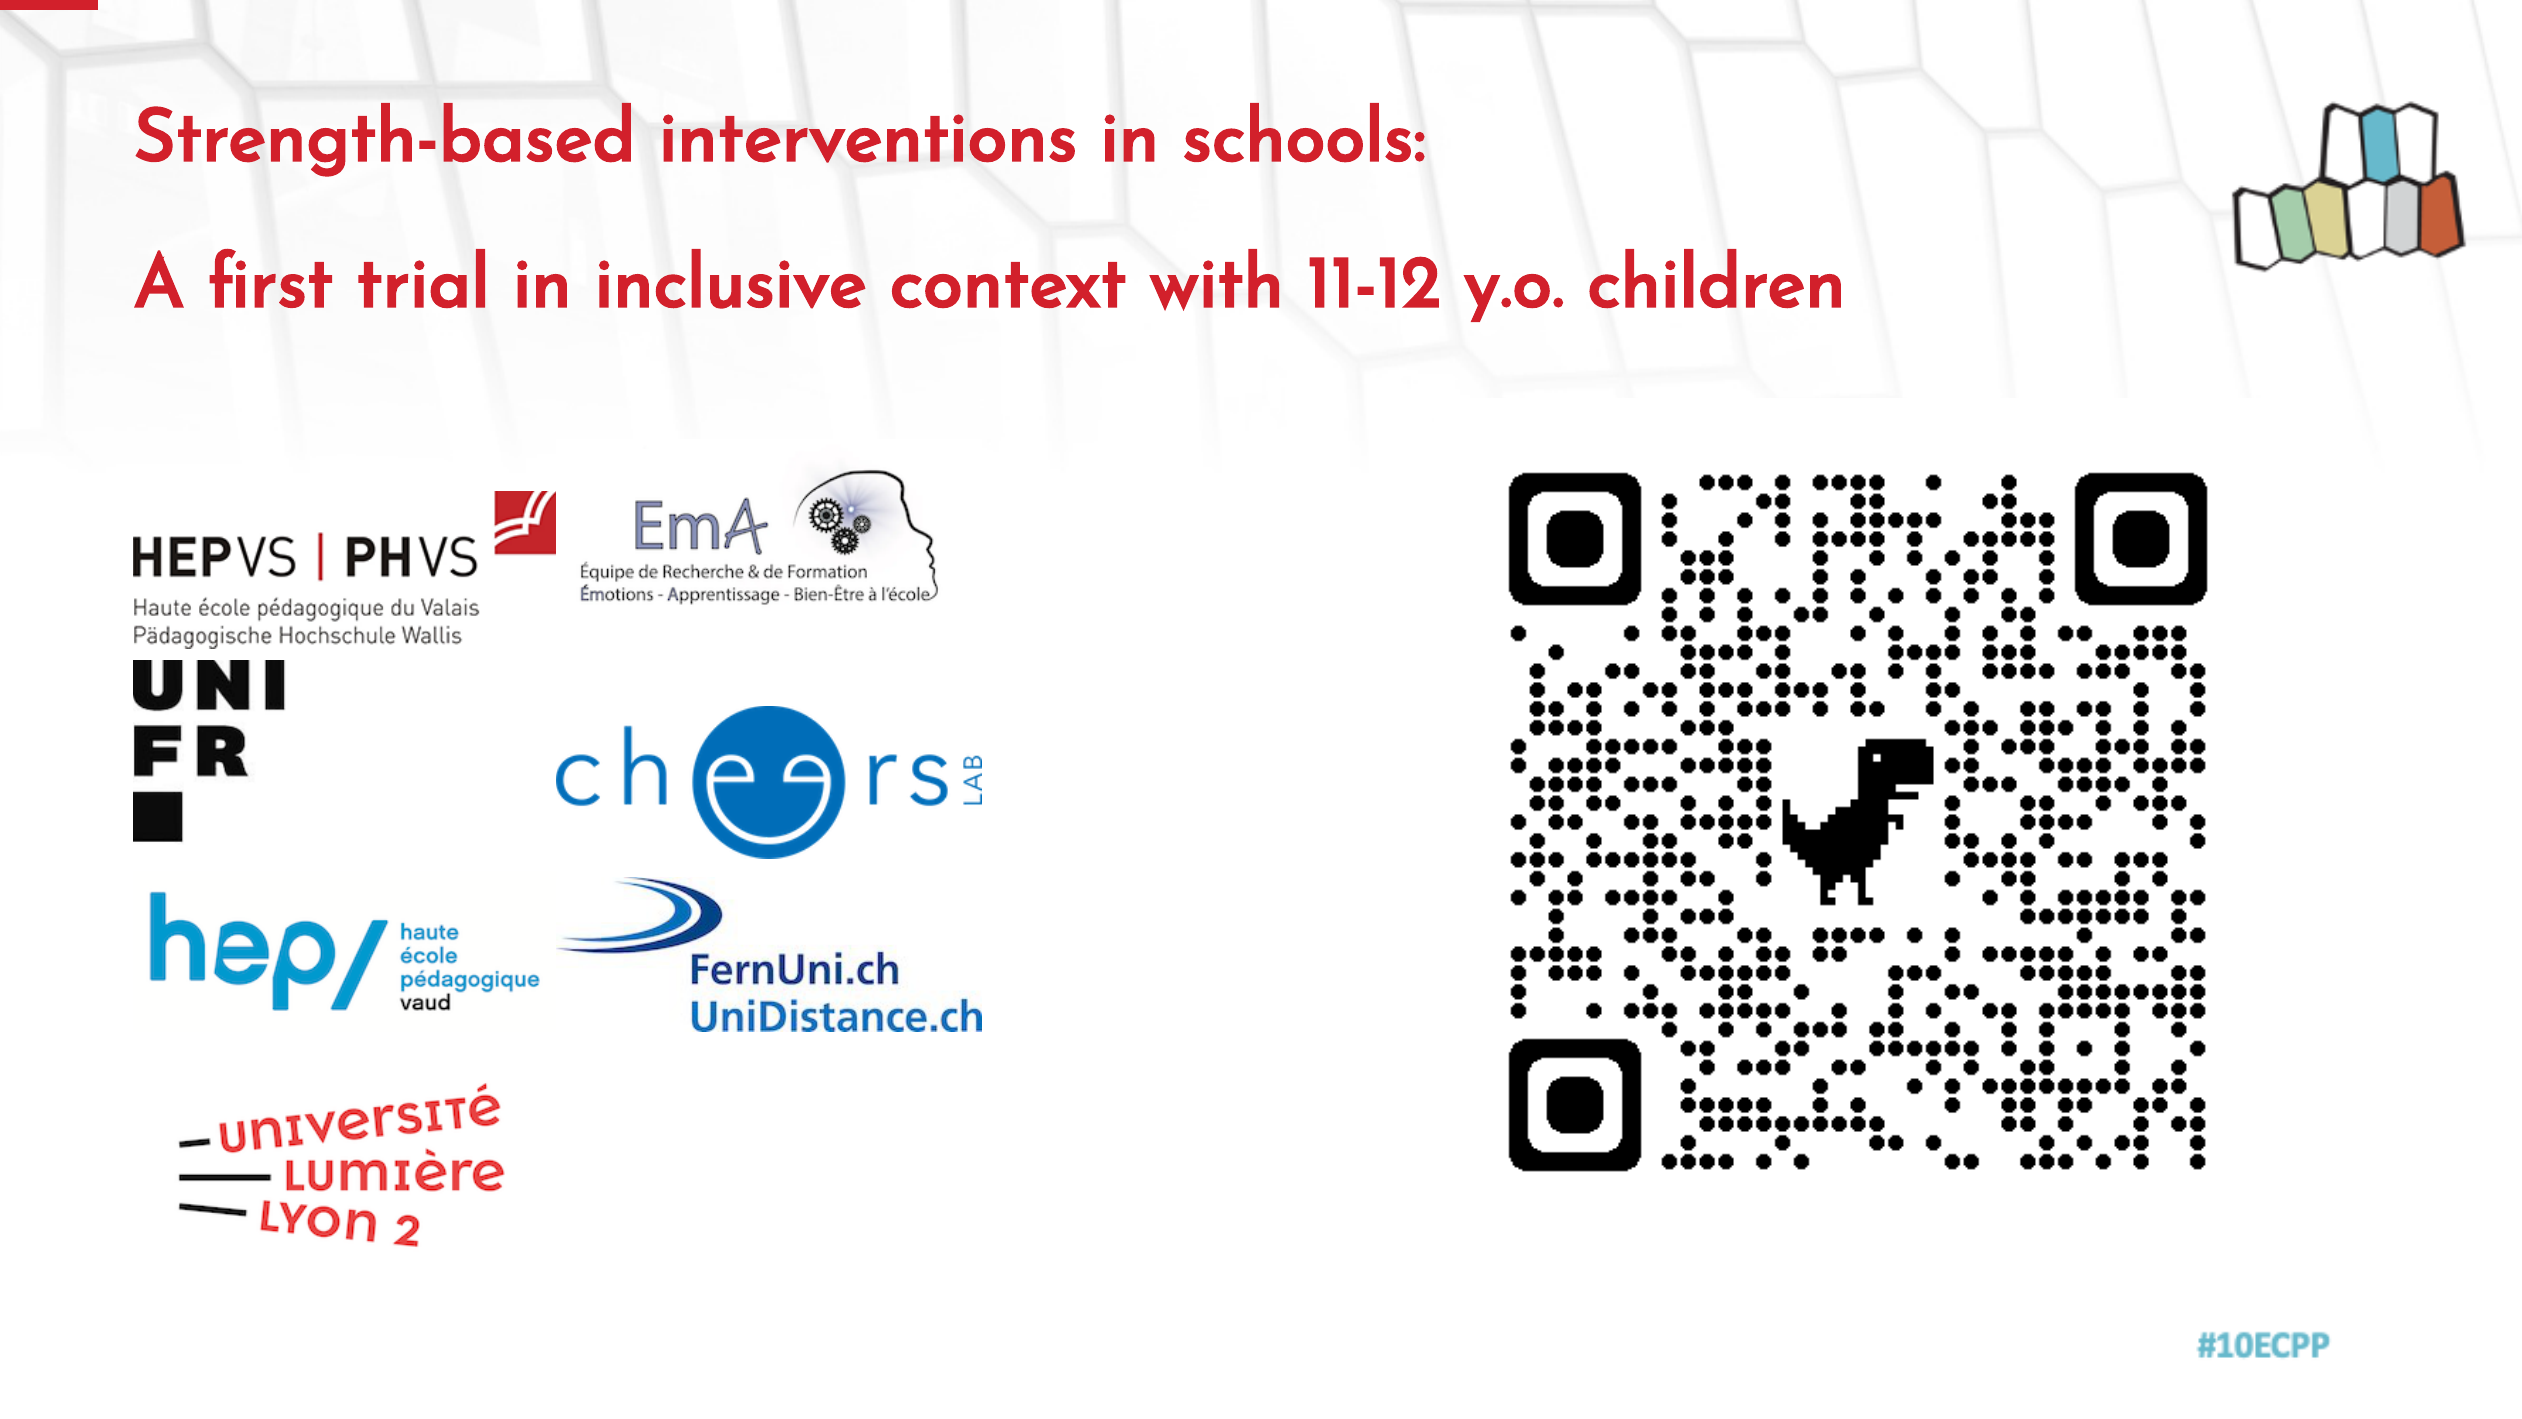 Strength-based interventions in schools:
A first trial in inclusive context with 11-12 y.o. children
HEPVS | PHVS
Haute école pédagogique du Valais
Pädagogische Hochschule Wallis
EmA
Équipe de Recherche & de Formation
Émotions - Apprentissage - Bien-Être à l'école
UNI
FR
cheers LAB
hep/
haute
école
pédagogique
vaud
FernUni.ch
UniDistance.ch
université
Lumière
Lyon 2
#10ECPP